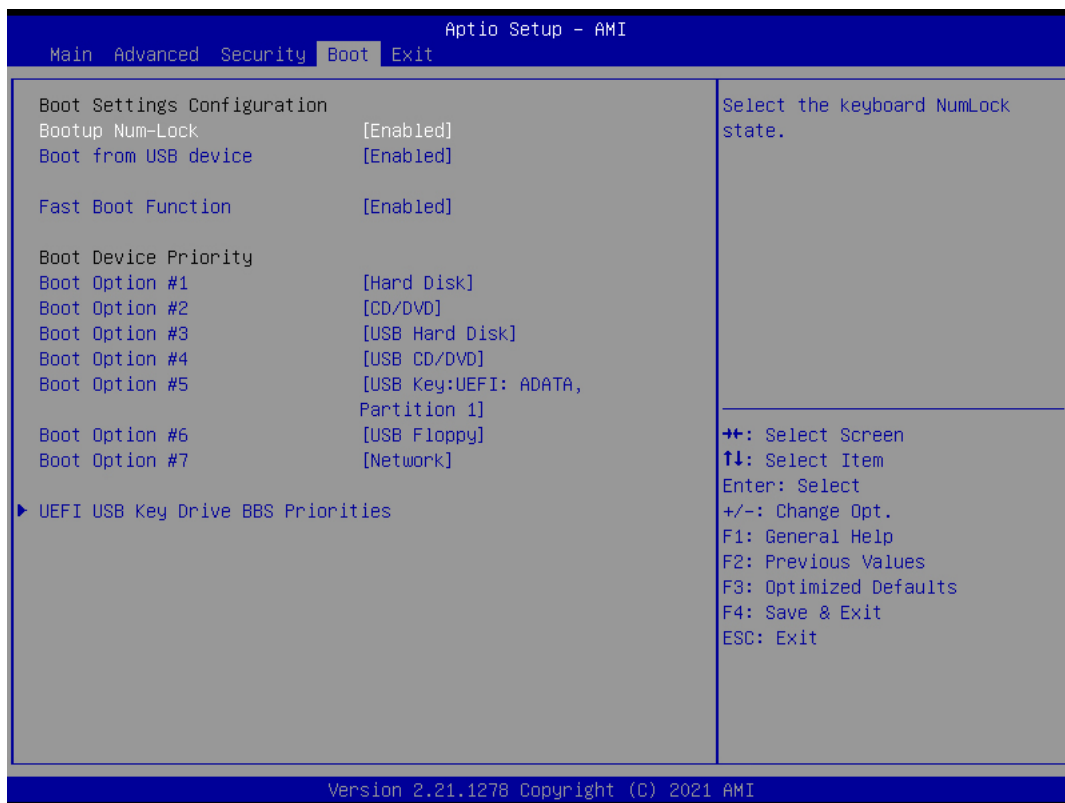 Aptio Setup – AMI
Main Advanced Security Boot Exit
Boot Settings Configuration
Bootup Num-Lock [Enabled]
Boot from USB device [Enabled]
Fast Boot Function [Enabled]
Boot Device Priority
Boot Option #1 [Hard Disk]
Boot Option #2 [CD/DVD]
Boot Option #3 [USB Hard Disk]
Boot Option #4 [USB CD/DVD]
Boot Option #5 [USB Key:UEFI: ADATA,
Partition 1]
Boot Option #6 [USB Floppy]
Boot Option #7 [Network]
▶ UEFI USB Key Drive BBS Priorities
Select the keyboard NumLock
state.
→←: Select Screen
↑↓: Select Item
Enter: Select
+/-: Change Opt.
F1: General Help
F2: Previous Values
F3: Optimized Defaults
F4: Save & Exit
ESC: Exit
Version 2.21.1278 Copyright (C) 2021 AMI